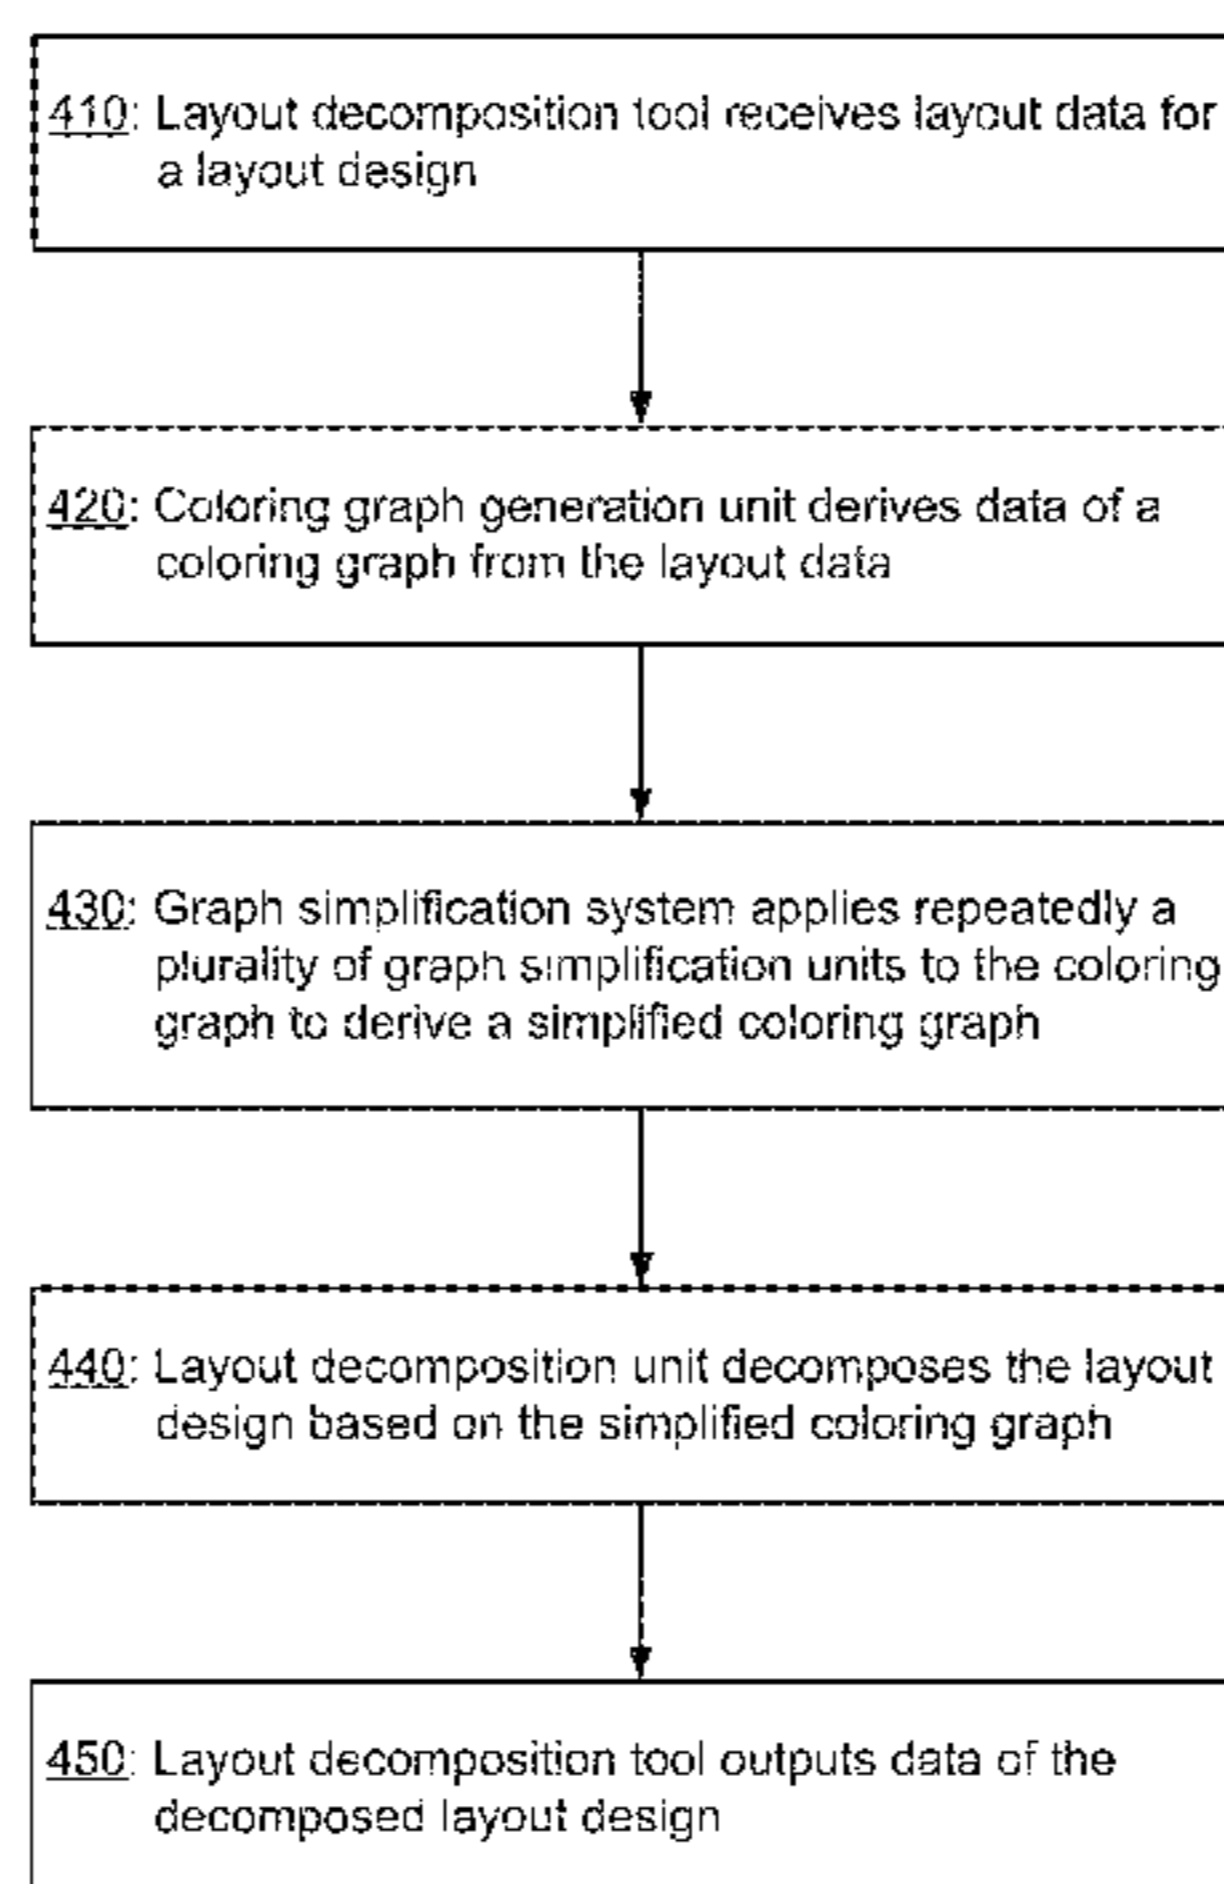 410: Layout decomposition tool receives layout data for
a layout design
420: Coloring graph generation unit derives data of a
coloring graph from the layout data
430: Graph simplification system applies repeatedly a
plurality of graph simplification units to the coloring
graph to derive a simplified coloring graph
440: Layout decomposition unit decomposes the layout
design based on the simplified coloring graph
450: Layout decomposition tool outputs data of the
decomposed layout design